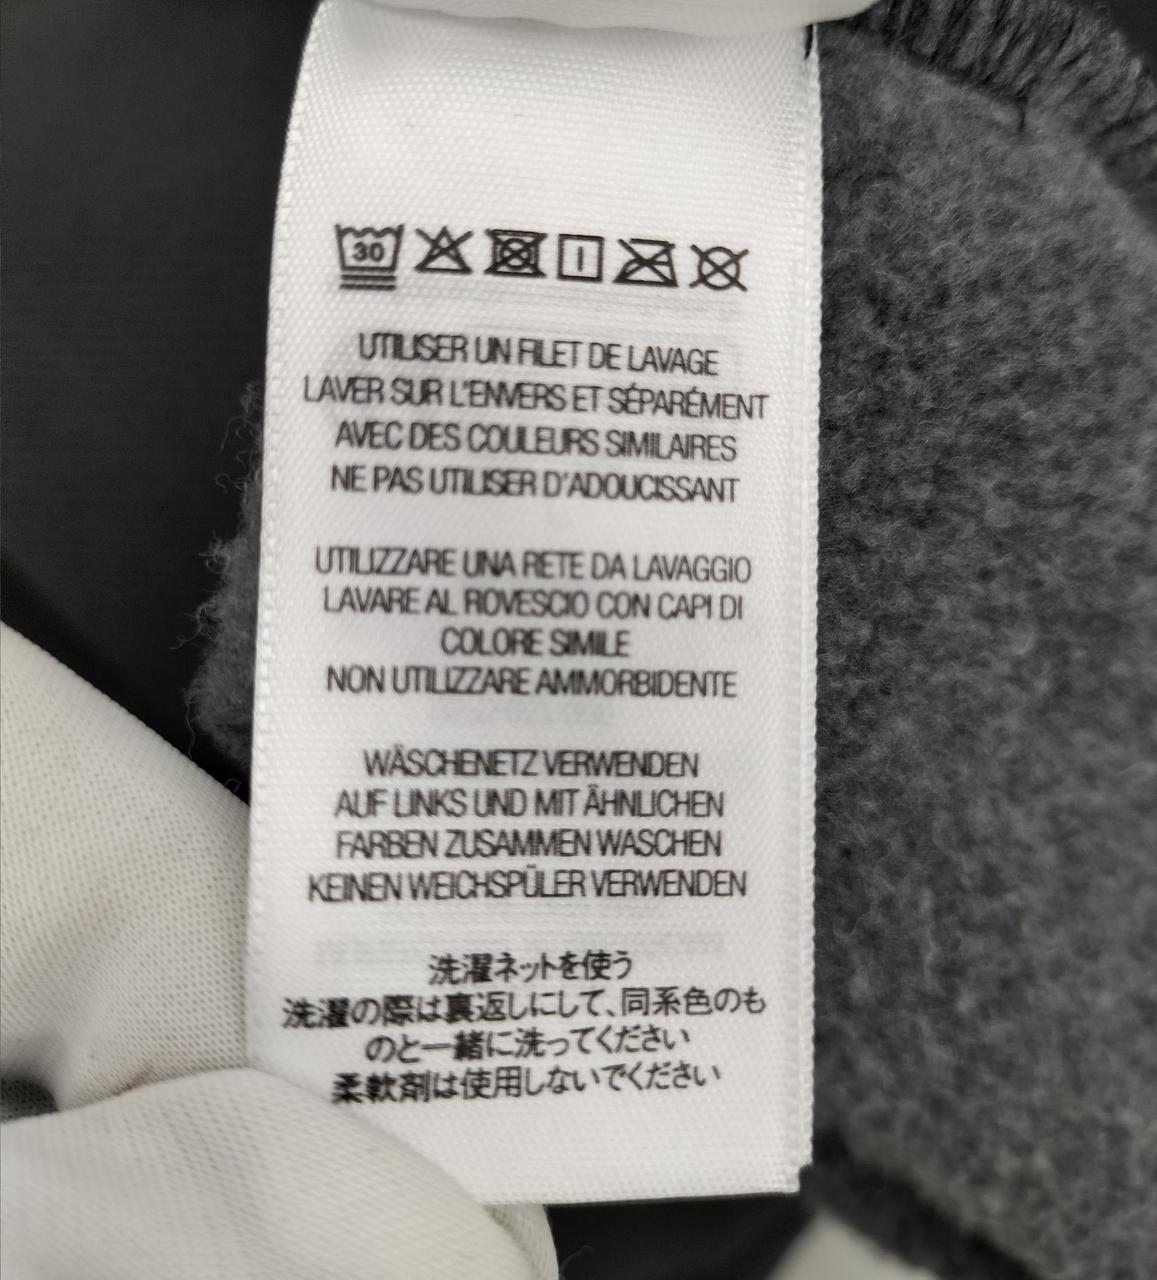 30
UTILISER UN FILET DE LAVAGE
LAVER SUR L'ENVERS ET SÉPARÉMENT
AVEC DES COULEURS SIMILAIRES
NE PAS UTILISER D'ADOUCISSANT
UTILIZZARE UNA RETE DA LAVAGGIO
LAVARE AL ROVESCIO CON CAPI DI
COLORE SIMILE
NON UTILIZZARE AMMORBIDENTE
WÄSCHENETZ VERWENDEN
AUF LINKS UND MIT ÄHNLICHEN
FARBEN ZUSAMMEN WASCHEN
KEINEN WEICHSPÜLER VERWENDEN
洗濯ネットを使う
洗濯の際は裏返しにして、同系色のも
のと一緒に洗ってください
柔軟剤は使用しないでください